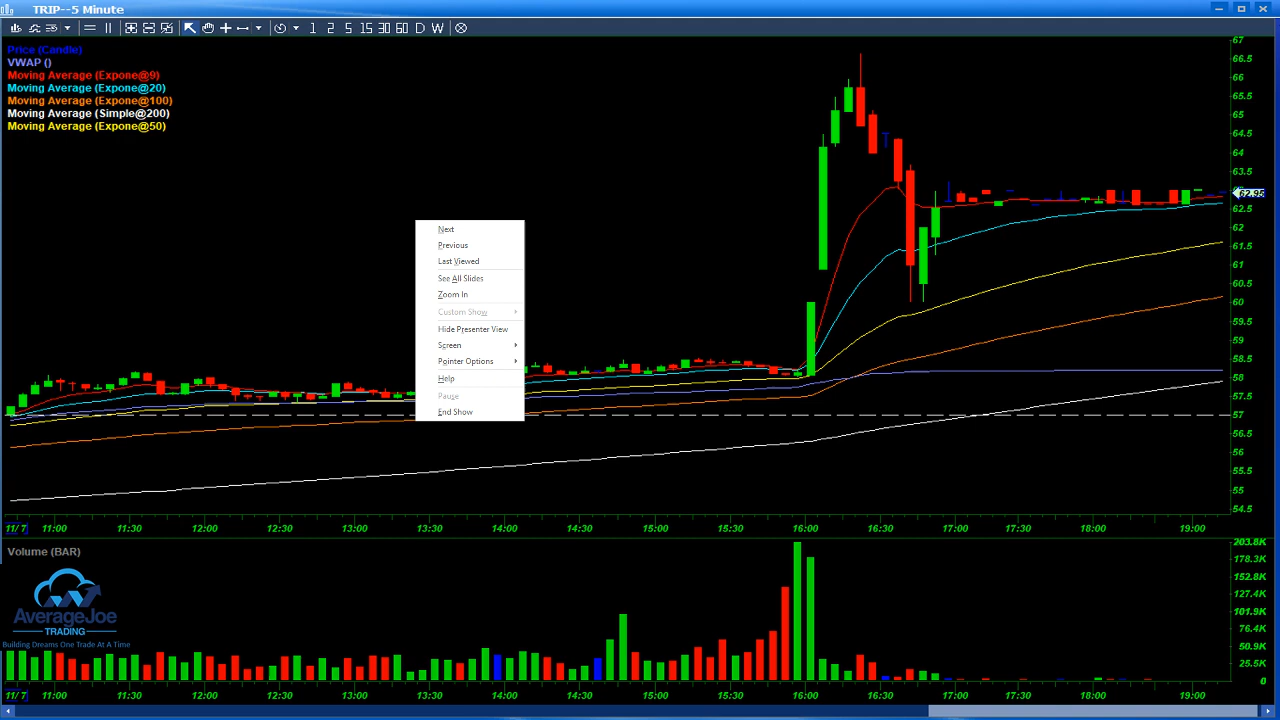 TRIP--5 Minute
1 2 5 15 30 60 D W
Price (Candle)
VWAP ()
Moving Average (Expone@9)
Moving Average (Expone@20)
Moving Average (Expone@100)
Moving Average (Simple@200)
Moving Average (Expone@50)
Next
Previous
Last Viewed
See All Slides
Zoom In
Custom Show
Hide Presenter View
Screen
Pointer Options
Help
Pause
End Show
67
66.5
66
65.5
65
64.5
64
63.5
62.95
62.5
62
61.5
61
60.5
60
59.5
59
58.5
58
57.5
57
56.5
56
55.5
55
54.5
11/ 7 11:00 11:30 12:00 12:30 13:00 13:30 14:00 14:30 15:00 15:30 16:00 16:30 17:00 17:30 18:00 19:00
Volume (BAR)
203.8K
178.3K
152.8K
127.4K
101.9K
76.4K
50.9K
25.5K
0
AverageJoe
TRADING
Building Dreams One Trade At A Time
11/ 7 11:00 11:30 12:00 12:30 13:00 13:30 14:00 14:30 15:00 15:30 16:00 16:30 17:00 17:30 18:00 19:00